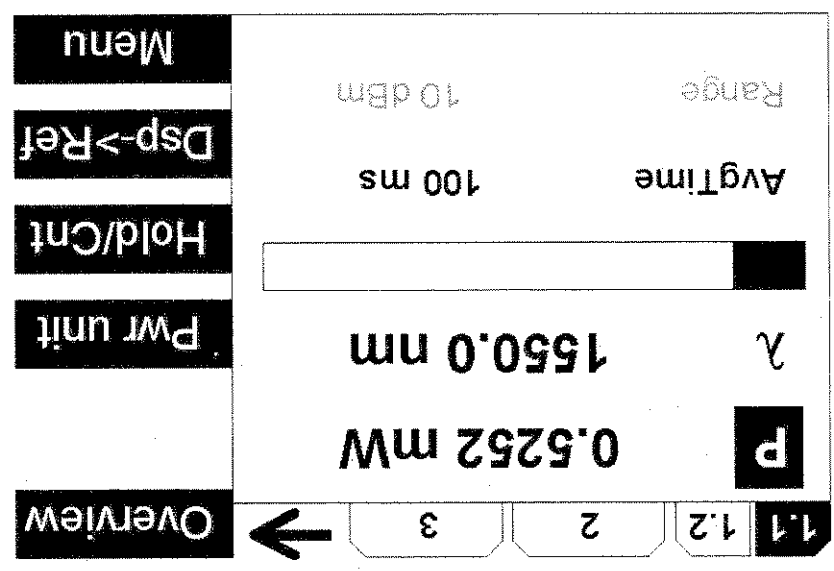 1.1 1.2 2 3 Overview
P 0.5252 mW
λ 1550.0 nm Pwr unit
Hold/Cnt
AvgTime 100 ms Dsp->Ref
Range 10 dBm Menu